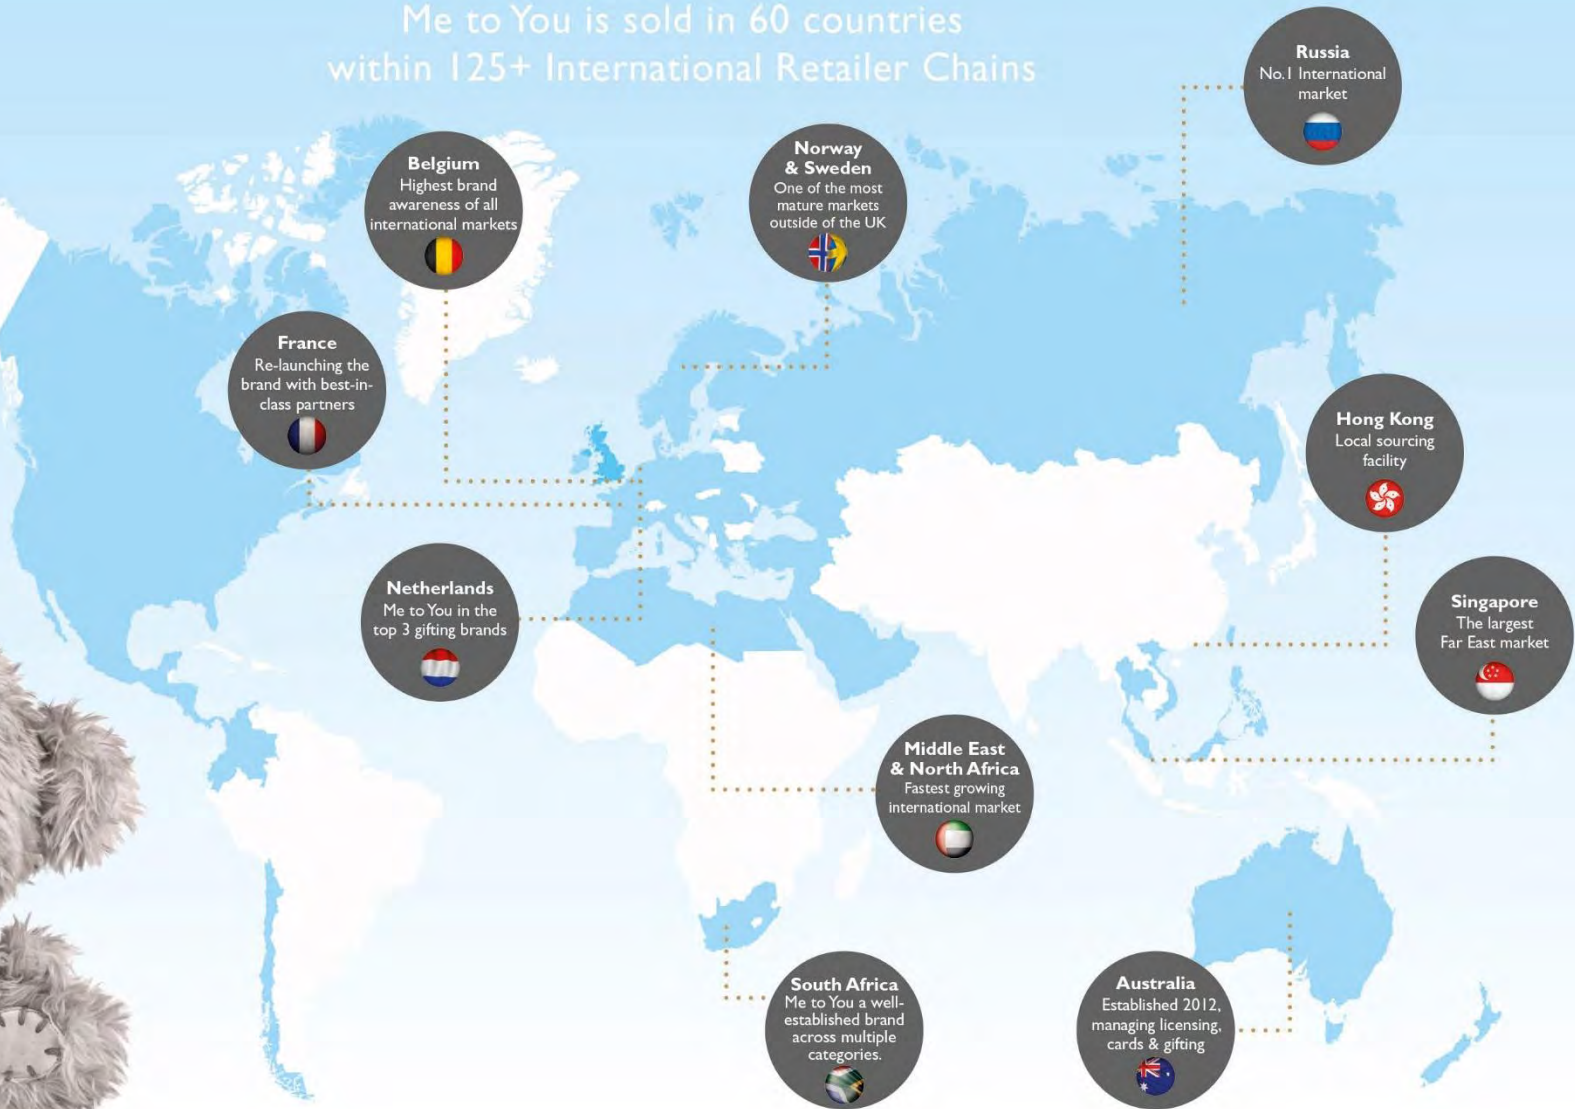 Me to You is sold in 60 countries
within 125+ International Retailer Chains
Russia
No.1 International
market
Belgium
Highest brand
awareness of all
international markets
Norway
& Sweden
One of the most
mature markets
outside of the UK
France
Re-launching the
brand with best-in-
class partners
Hong Kong
Local sourcing
facility
Netherlands
Me to You in the
top 3 gifting brands
Singapore
The largest
Far East market
Middle East
& North Africa
Fastest growing
international market
South Africa
Me to You a well-
established brand
across multiple
categories.
Australia
Established 2012,
managing licensing,
cards & gifting